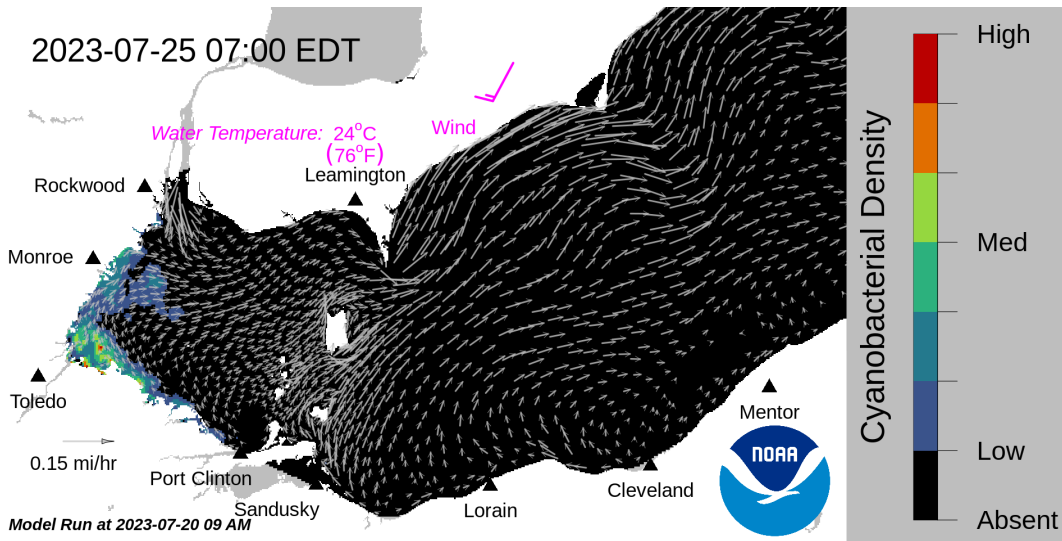 2023-07-25 07:00 EDT
Water Temperature: 24°C
(76°F)
Wind
Leamington
Rockwood
Monroe
Toledo
0.15 mi/hr
Port Clinton
Sandusky
Lorain
Cleveland
Mentor
NOAA
Model Run at 2023-07-20 09 AM
Cyanobacterial Density
High
Med
Low
Absent